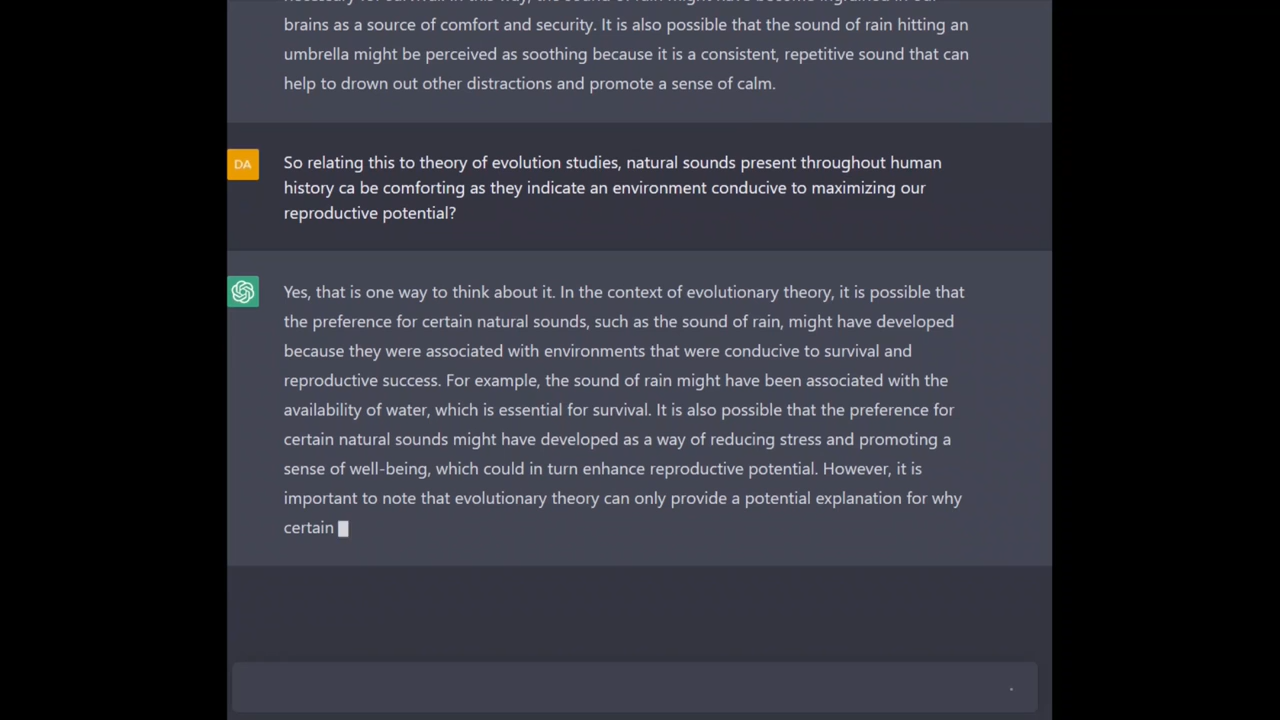 brains as a source of comfort and security. It is also possible that the sound of rain hitting an
umbrella might be perceived as soothing because it is a consistent, repetitive sound that can
help to drown out other distractions and promote a sense of calm.
DA
So relating this to theory of evolution studies, natural sounds present throughout human
history ca be comforting as they indicate an environment conducive to maximizing our
reproductive potential?
Yes, that is one way to think about it. In the context of evolutionary theory, it is possible that
the preference for certain natural sounds, such as the sound of rain, might have developed
because they were associated with environments that were conducive to survival and
reproductive success. For example, the sound of rain might have been associated with the
availability of water, which is essential for survival. It is also possible that the preference for
certain natural sounds might have developed as a way of reducing stress and promoting a
sense of well-being, which could in turn enhance reproductive potential. However, it is
important to note that evolutionary theory can only provide a potential explanation for why
certain